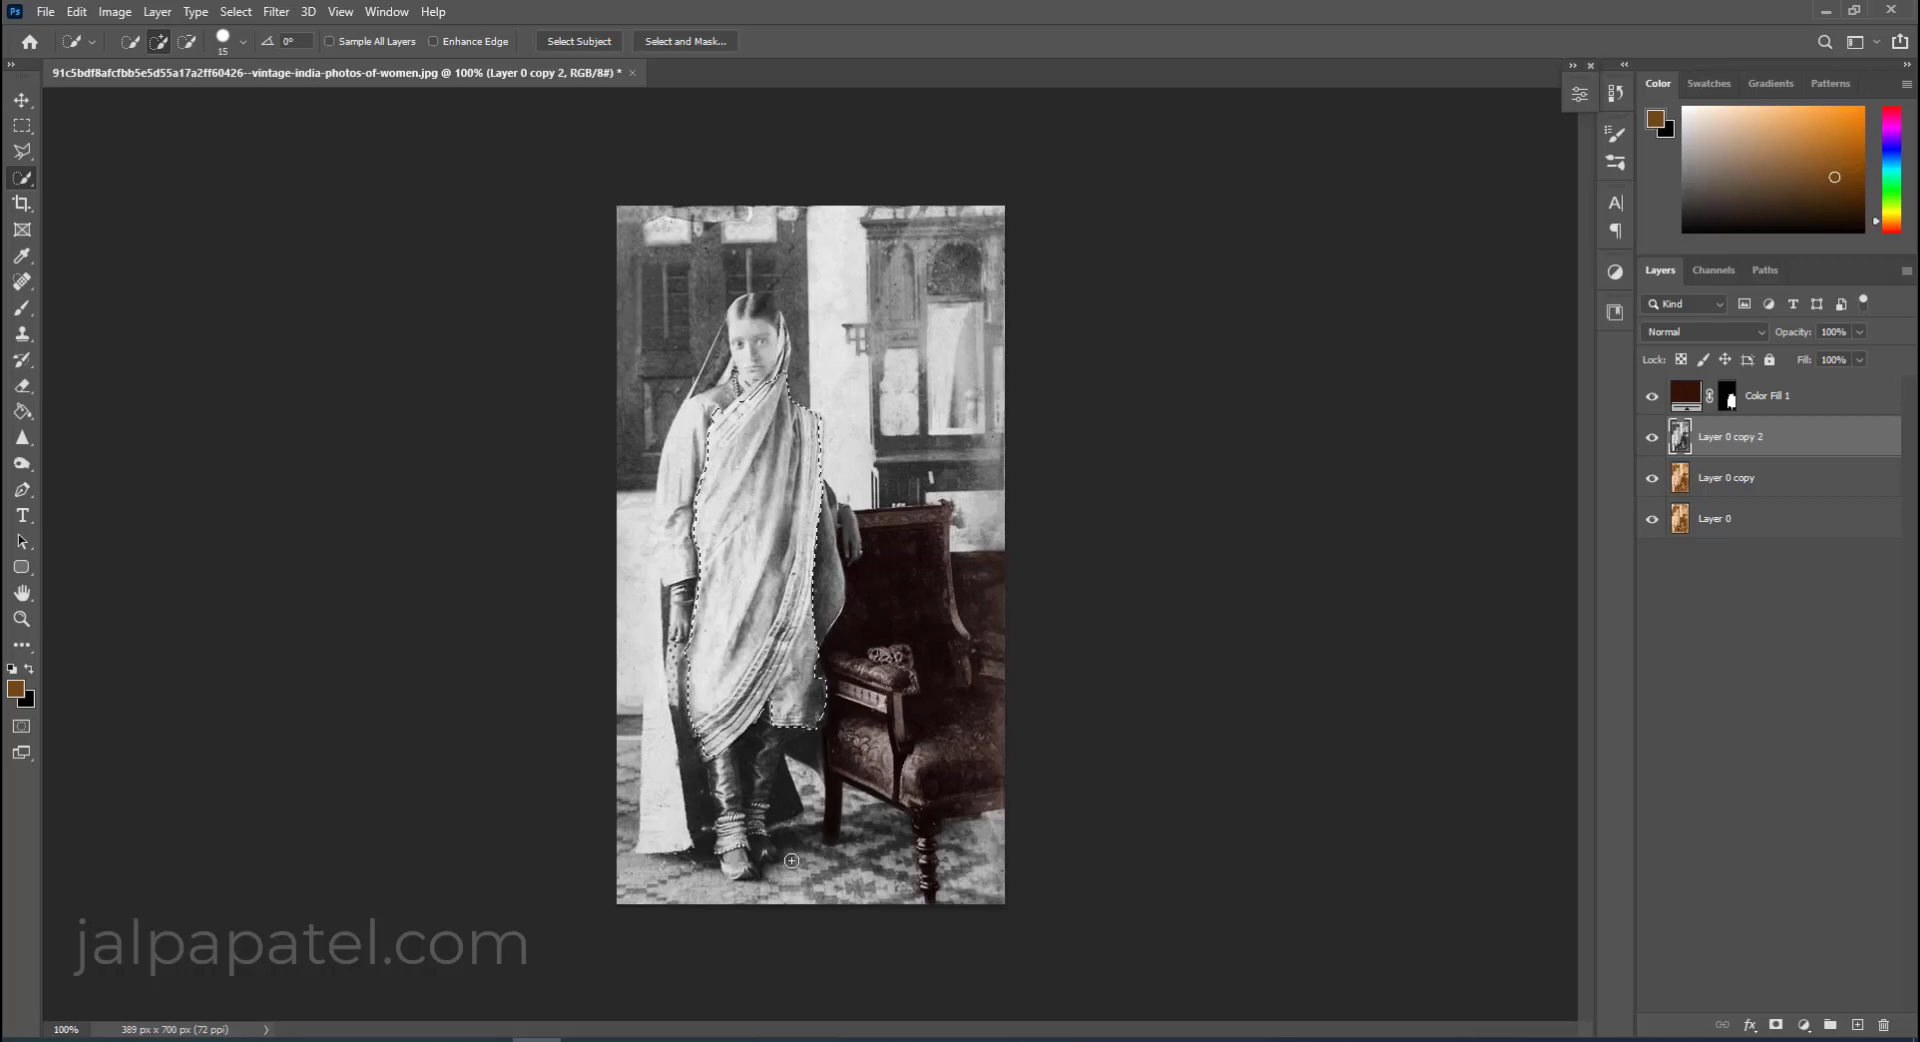 Ps File Edit Image Layer Type Select Filter 3D View Window Help
15 0° Sample All Layers Enhance Edge Select Subject Select and Mask...
91c5bdf8afcfbb5e5d55a17a2ff60426--vintage-india-photos-of-women.jpg @ 100% (Layer 0 copy 2, RGB/8#) *
Color Swatches Gradients Patterns
Layers Channels Paths
Kind
Normal Opacity: 100%
Lock: Fill: 100%
Color Fill 1
Layer 0 copy 2
Layer 0 copy
Layer 0
jalpapatel.com
100% 389 px x 700 px (72 ppi)